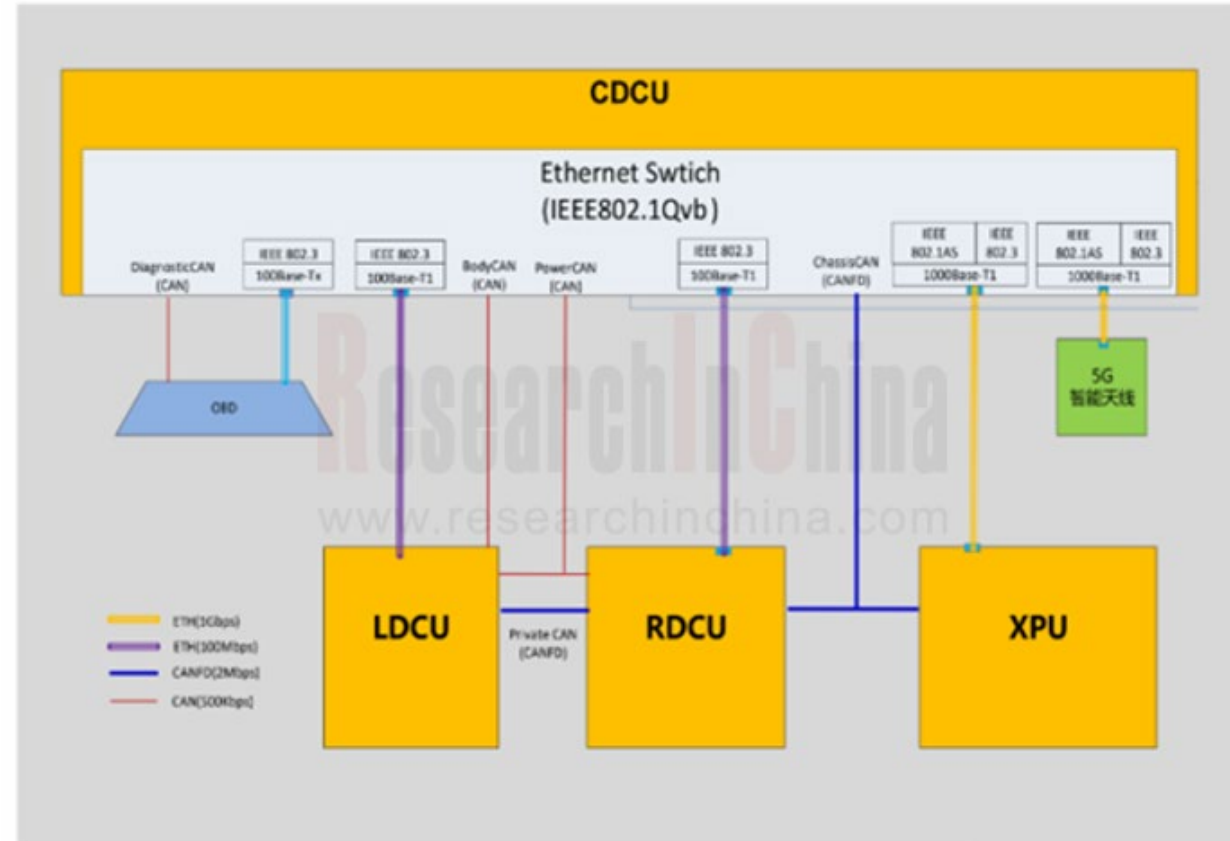 CDCU
Ethernet Swtich
(IEEE802.1Qvb)
DiagnosticCAN
(CAN)
IEEE 802.3
100Base-Tx
IEEE 802.3
100Base-T1
BodyCAN
(CAN)
PowerCAN
(CAN)
IEEE 802.3
100Base-T1
ChassisCAN
(CANFD)
IEEE
802.1AS
IEEE
802.3
1000Base-T1
IEEE
802.1AS
IEEE
802.3
1000Base-T1
OBD
5G
智能天线
ResearchInChina
www.researchinchina.com
LDCU
Private CAN
(CANFD)
RDCU
XPU
ETH(1Gbps)
ETH(100Mbps)
CANFD(2Mbps)
CAN(500Kbps)